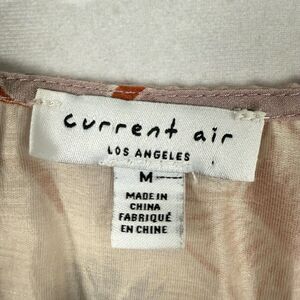 current air
LOS ANGELES
M
MADE IN
CHINA
FABRIQUÉ
EN CHINE